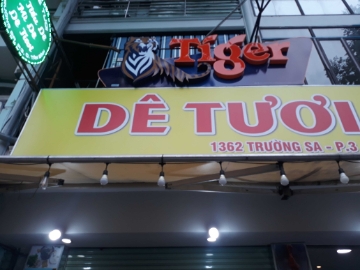 Tiger
DÊ TƯƠI
1362 TRƯỜNG SA - P.3